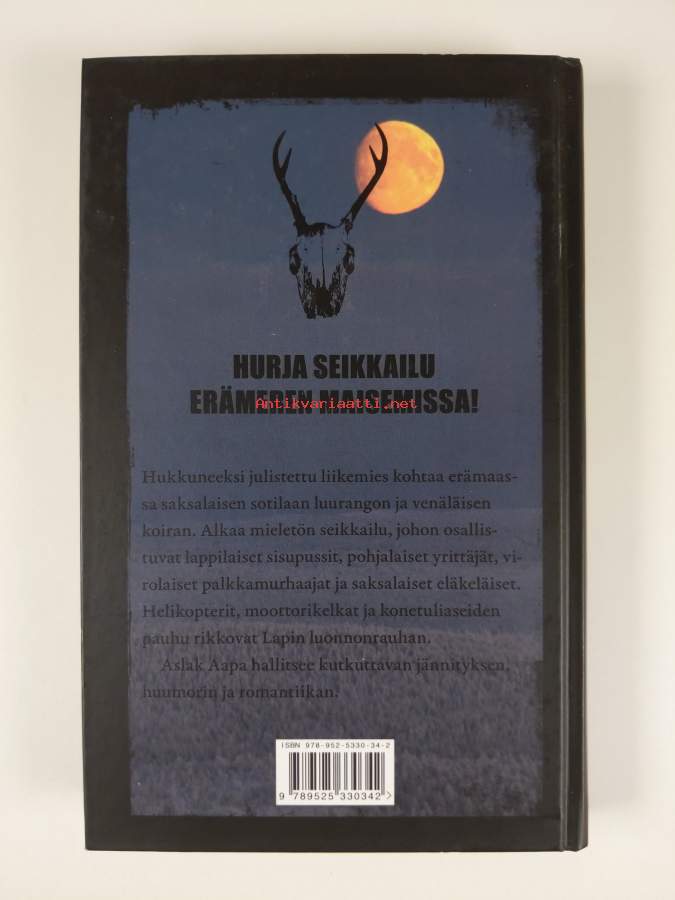 HURJA SEIKKAILU
ERÄMEREN MAISEMISSA!
Antikvariaatti.net
Hukkuneeksi julistettu liikemies kohtaa erämaas-
sa saksalaisen sotilaan luurangon ja venäläisen
koiran. Alkaa mieletön seikkailu, johon osallis-
tuvat lappilaiset sisupussit, pohjalaiset yrittäjät, vi-
rolaiset palkkamurhaajat ja saksalaiset eläkeläiset.
Helikopterit, moottorikelkat ja konetuliaseiden
pauhu rikkovat Lapin luonnonrauhan.
Aslak Aapa hallitsee kutkuttavan jännityksen,
huumorin ja romantiikan.
ISBN 978-952-5330-34-2
9 789525 330342 >